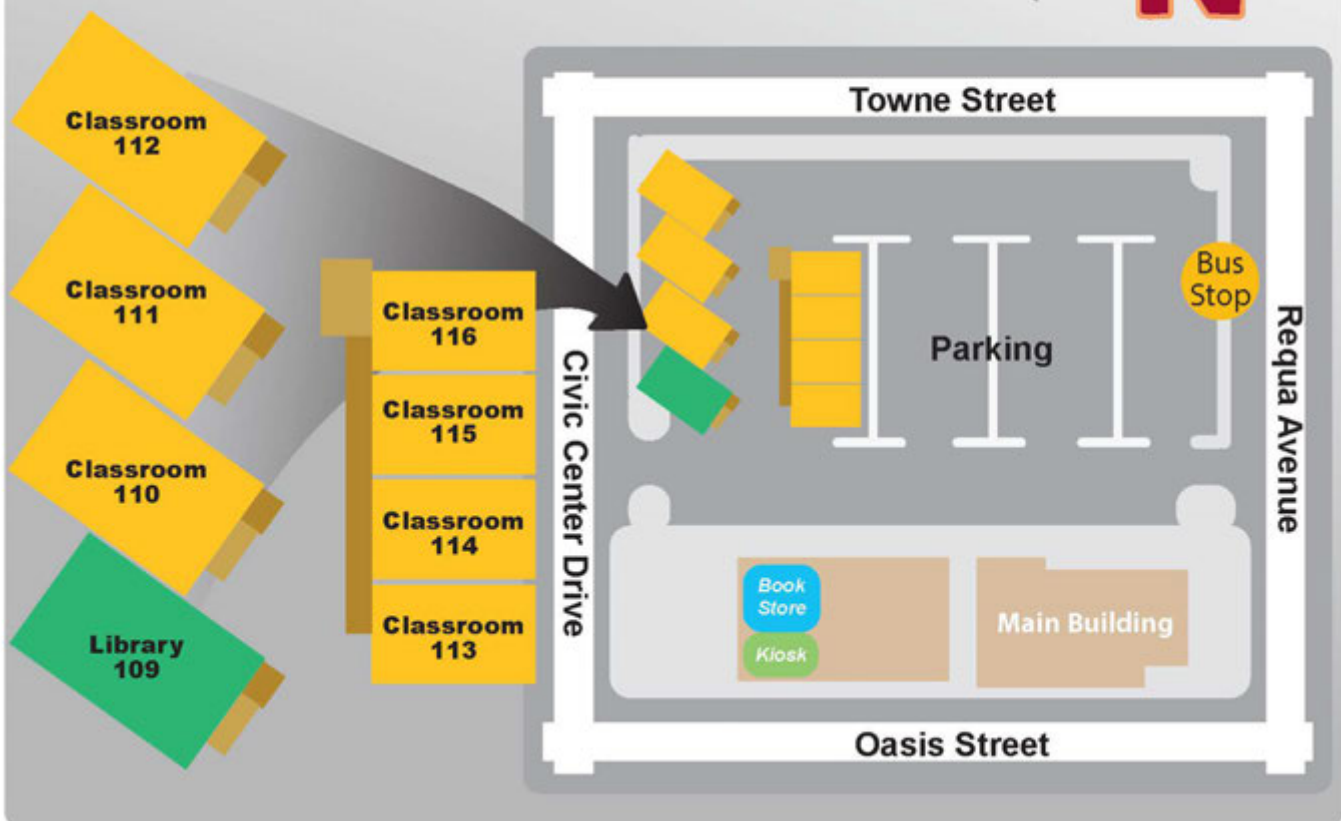 Classroom
112
Classroom
111
Classroom
110
Library
109
Classroom
116
Classroom
115
Classroom
114
Classroom
113
Towne Street
Civic Center Drive
Bus
Stop
Parking
Requa Avenue
Book
Store
Kiosk
Main Building
Oasis Street